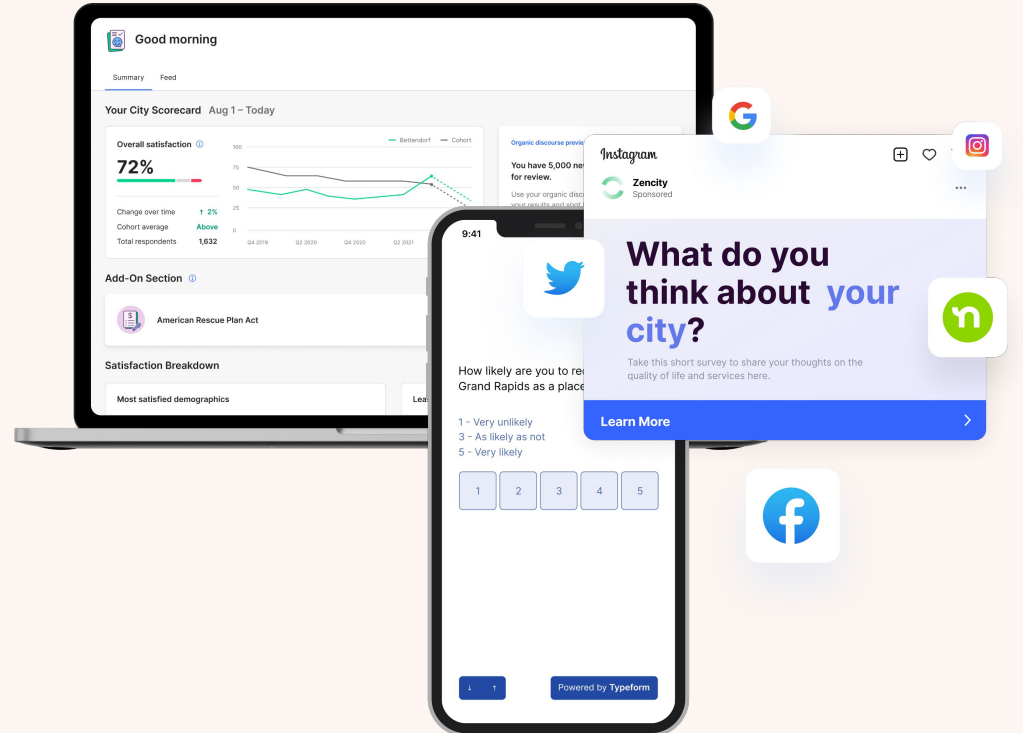 Good morning
Summary Feed
Your City Scorecard Aug 1 – Today
Overall satisfaction
72%
Change over time ↑ 2%
Cohort average Above
Total respondents 1,632
Bettendorf Cohort
100
75
50
25
0
Q4 2019 Q2 2020 Q4 2020 Q2 2021
Organic discourse
You have 5,000
for review.
Use your organic
your results and spot
Add-On Section
American Rescue Plan Act
Satisfaction Breakdown
Most satisfied demographics
9:41
How likely are you to
Grand Rapids as a place
1 - Very unlikely
3 - As likely as not
5 - Very likely
1 2 3 4 5
↓ ↑
Powered by Typeform
Instagram
Zencity
Sponsored
What do you
think about your
city?
Take this short survey to share your thoughts on the
quality of life and services here.
Learn More